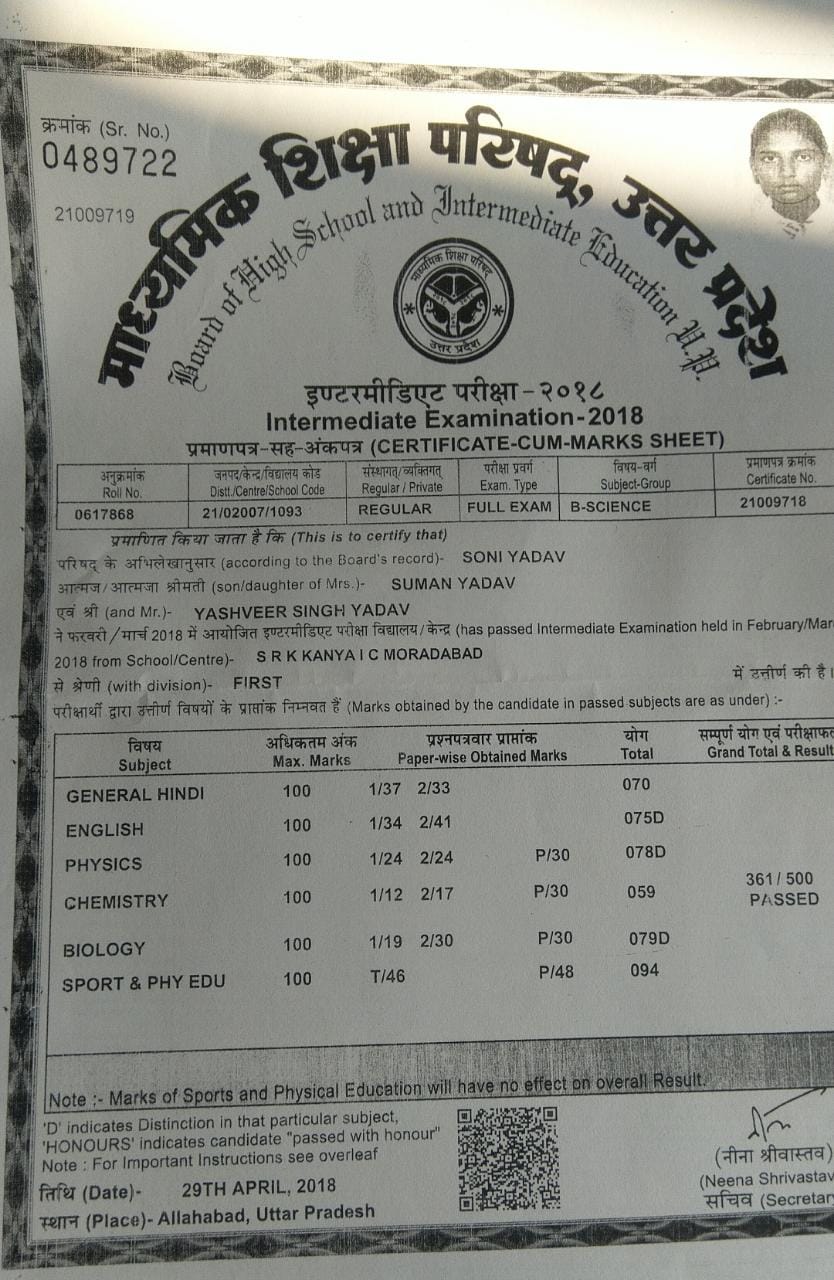 क्रमांक (Sr. No.)
0489722
21009719
माध्यमिक शिक्षा परिषद्, उत्तर प्रदेश
Board of High School and Intermediate Education U.P.
माध्यमिक शिक्षा परिषद्
उत्तर प्रदेश
इण्टरमीडिएट परीक्षा-२०१८
Intermediate Examination-2018
प्रमाणपत्र-सह-अंकपत्र (CERTIFICATE-CUM-MARKS SHEET)
अनुक्रमांक जनपद/केन्द्र/विद्यालय कोड संस्थागत/व्यक्तिगत् परीक्षा प्रवर्ग विषय-वर्ग प्रमाणपत्र क्रमांक
Roll No. Distt./Centre/School Code Regular / Private Exam. Type Subject-Group Certificate No.
0617868 21/02007/1093 REGULAR FULL EXAM B-SCIENCE 21009718
प्रमाणित किया जाता है कि (This is to certify that)
परिषद् के अभिलेखानुसार (according to the Board's record)- SONI YADAV
आत्मज/आत्मजा श्रीमती (son/daughter of Mrs.)- SUMAN YADAV
एवं श्री (and Mr.)- YASHVEER SINGH YADAV
ने फरवरी/मार्च 2018 में आयोजित इण्टरमीडिएट परीक्षा विद्यालय/केन्द्र (has passed Intermediate Examination held in February/Mar
2018 from School/Centre)- S R K KANYA I C MORADABAD
से श्रेणी (with division)- FIRST में उत्तीर्ण की है।
परीक्षार्थी द्वारा उत्तीर्ण विषयों के प्राप्तांक निम्नवत हैं (Marks obtained by the candidate in passed subjects are as under) :-
विषय अधिकतम अंक प्रश्नपत्रवार प्राप्तांक योग सम्पूर्ण योग एवं परीक्षाफल
Subject Max. Marks Paper-wise Obtained Marks Total Grand Total & Result
GENERAL HINDI 100 1/37 2/33 070
ENGLISH 100 1/34 2/41 075D
PHYSICS 100 1/24 2/24 P/30 078D
CHEMISTRY 100 1/12 2/17 P/30 059
361 / 500
PASSED
BIOLOGY 100 1/19 2/30 P/30 079D
SPORT & PHY EDU 100 T/46 P/48 094
Note :- Marks of Sports and Physical Education will have no effect on overall Result.
'D' indicates Distinction in that particular subject,
'HONOURS' indicates candidate "passed with honour"
Note : For Important Instructions see overleaf
तिथि (Date)- 29TH APRIL, 2018
स्थान (Place)- Allahabad, Uttar Pradesh
(नीना श्रीवास्तव)
(Neena Shrivastav
सचिव (Secretary